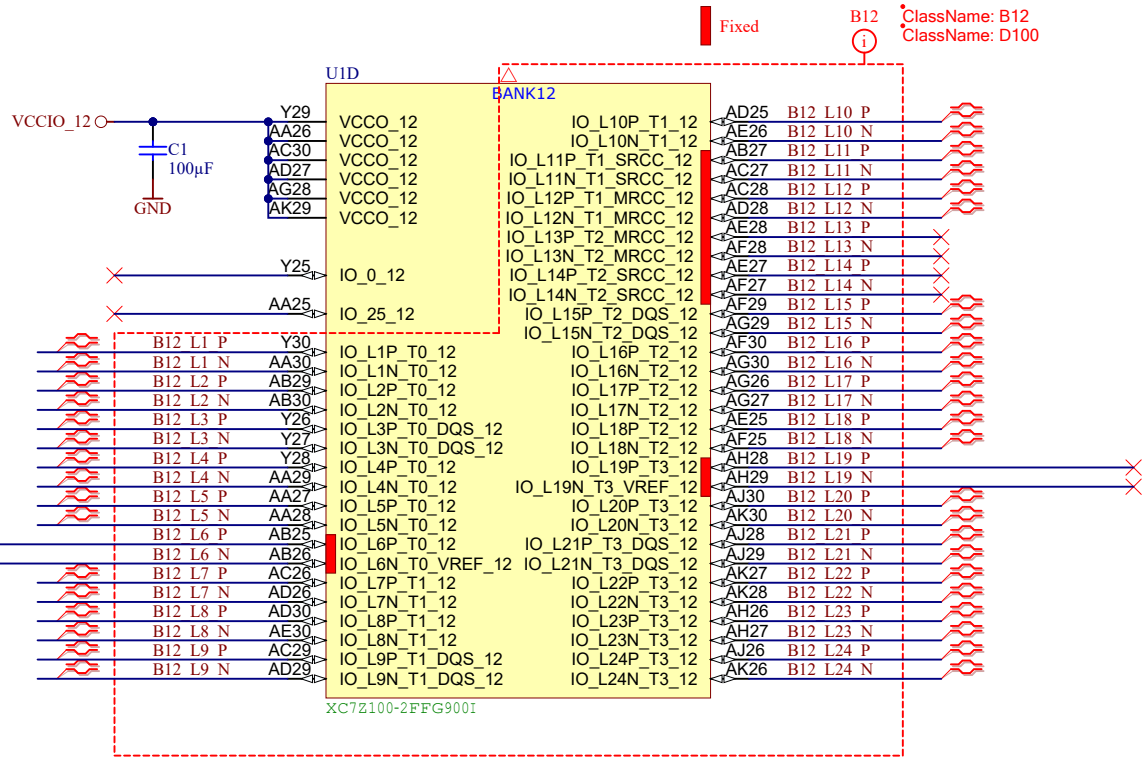 Fixed
B12
ClassName: B12
ClassName: D100
U1D
BANK12
VCCIO_12
C1
100µF
GND
Y29 VCCO_12
AA26 VCCO_12
AC30 VCCO_12
AD27 VCCO_12
AG28 VCCO_12
AK29 VCCO_12
Y25 IO_0_12
AA25 IO_25_12
B12_L1_P Y30 IO_L1P_T0_12
B12_L1_N AA30 IO_L1N_T0_12
B12_L2_P AB29 IO_L2P_T0_12
B12_L2_N AB30 IO_L2N_T0_12
B12_L3_P Y26 IO_L3P_T0_DQS_12
B12_L3_N Y27 IO_L3N_T0_DQS_12
B12_L4_P Y28 IO_L4P_T0_12
B12_L4_N AA29 IO_L4N_T0_12
B12_L5_P AA27 IO_L5P_T0_12
B12_L5_N AA28 IO_L5N_T0_12
B12_L6_P AB25 IO_L6P_T0_12
B12_L6_N AB26 IO_L6N_T0_VREF_12
B12_L7_P AC26 IO_L7P_T1_12
B12_L7_N AD26 IO_L7N_T1_12
B12_L8_P AD30 IO_L8P_T1_12
B12_L8_N AE30 IO_L8N_T1_12
B12_L9_P AC29 IO_L9P_T1_DQS_12
B12_L9_N AD29 IO_L9N_T1_DQS_12
IO_L10P_T1_12 AD25 B12_L10_P
IO_L10N_T1_12 AE26 B12_L10_N
IO_L11P_T1_SRCC_12 AB27 B12_L11_P
IO_L11N_T1_SRCC_12 AC27 B12_L11_N
IO_L12P_T1_MRCC_12 AC28 B12_L12_P
IO_L12N_T1_MRCC_12 AD28 B12_L12_N
IO_L13P_T2_MRCC_12 AE28 B12_L13_P
IO_L13N_T2_MRCC_12 AF28 B12_L13_N
IO_L14P_T2_SRCC_12 AE27 B12_L14_P
IO_L14N_T2_SRCC_12 AF27 B12_L14_N
IO_L15P_T2_DQS_12 AF29 B12_L15_P
IO_L15N_T2_DQS_12 AG29 B12_L15_N
IO_L16P_T2_12 AF30 B12_L16_P
IO_L16N_T2_12 AG30 B12_L16_N
IO_L17P_T2_12 AG26 B12_L17_P
IO_L17N_T2_12 AG27 B12_L17_N
IO_L18P_T2_12 AE25 B12_L18_P
IO_L18N_T2_12 AF25 B12_L18_N
IO_L19P_T3_12 AH28 B12_L19_P
IO_L19N_T3_VREF_12 AH29 B12_L19_N
IO_L20P_T3_12 AJ30 B12_L20_P
IO_L20N_T3_12 AK30 B12_L20_N
IO_L21P_T3_DQS_12 AJ28 B12_L21_P
IO_L21N_T3_DQS_12 AJ29 B12_L21_N
IO_L22P_T3_12 AK27 B12_L22_P
IO_L22N_T3_12 AK28 B12_L22_N
IO_L23P_T3_12 AH26 B12_L23_P
IO_L23N_T3_12 AH27 B12_L23_N
IO_L24P_T3_12 AJ26 B12_L24_P
IO_L24N_T3_12 AK26 B12_L24_N
XC7Z100-2FFG900I